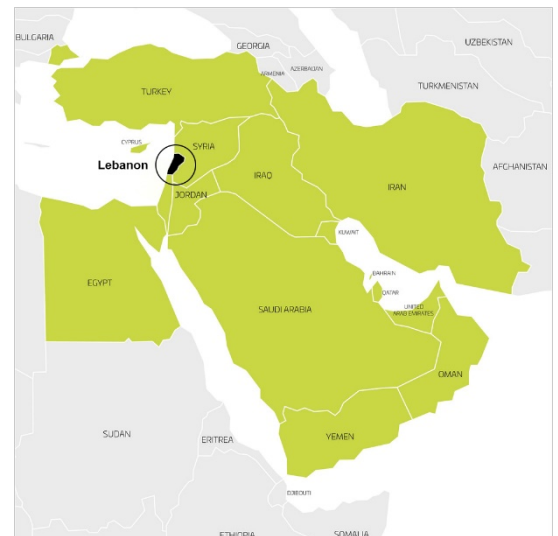 BULGARIA
GEORGIA
UZBEKISTAN
ARMENIA
AZERBAIJAN
TURKEY
TURKMENISTAN
CYPRUS
SYRIA
Lebanon
AFGHANISTAN
IRAQ
IRAN
JORDAN
KUWAIT
EGYPT
BAHRAIN
QATAR
SAUDI ARABIA
UNITED
ARAB EMIRATES
OMAN
SUDAN
ERITREA
YEMEN
DJIBOUTI
ETHIOPIA
SOMALIA